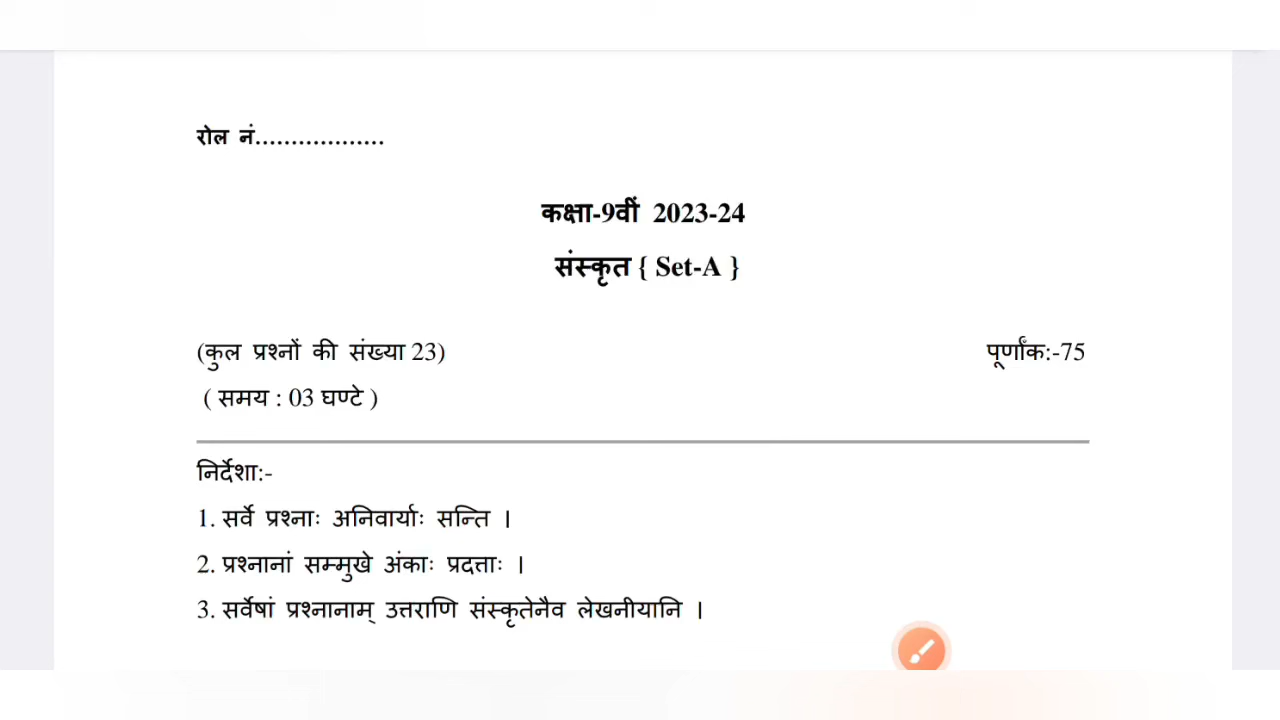 रोल नं..................
कक्षा-9वीं 2023-24
संस्कृत { Set-A }
(कुल प्रश्नों की संख्या 23) पूर्णांक:-75
( समय : 03 घण्टे )
निर्देशा:-
1. सर्वे प्रश्नाः अनिवार्याः सन्ति ।
2. प्रश्नानां सम्मुखे अंकाः प्रदत्ताः ।
3. सर्वेषां प्रश्नानाम् उत्तराणि संस्कृतेनैव लेखनीयानि ।